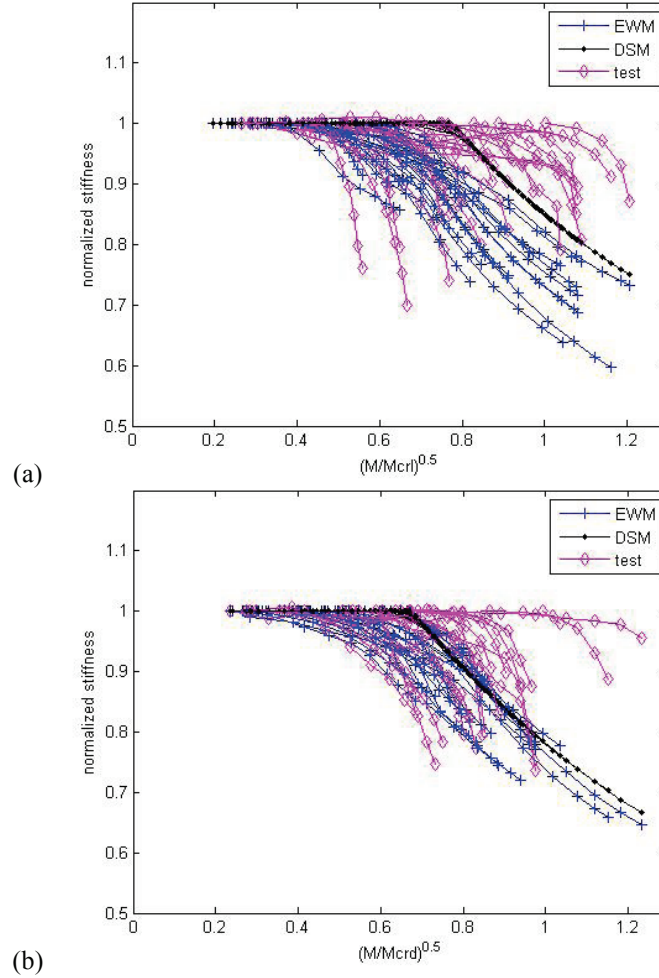 EWM
DSM
test
1.1
1
0.9
0.8
0.7
0.6
0.5
normalized stiffness
0 0.2 0.4 0.6 0.8 1 1.2
(M/Mcrl)^0.5
(a)
EWM
DSM
test
1.1
1
0.9
0.8
0.7
0.6
0.5
normalized stiffness
0 0.2 0.4 0.6 0.8 1 1.2
(M/Mcrd)^0.5
(b)